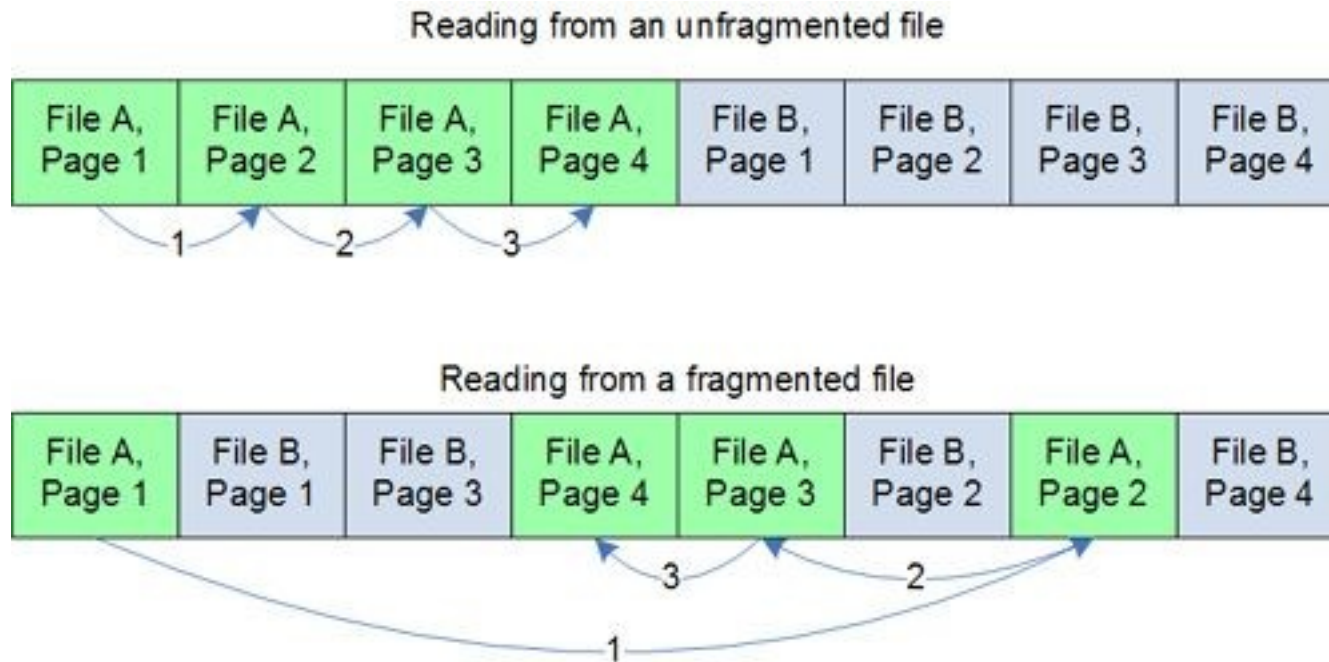 Reading from an unfragmented file
File A,
Page 1
File A,
Page 2
File A,
Page 3
File A,
Page 4
File B,
Page 1
File B,
Page 2
File B,
Page 3
File B,
Page 4
1
2
3
Reading from a fragmented file
File A,
Page 1
File B,
Page 1
File B,
Page 3
File A,
Page 4
File A,
Page 3
File B,
Page 2
File A,
Page 2
File B,
Page 4
3
2
1